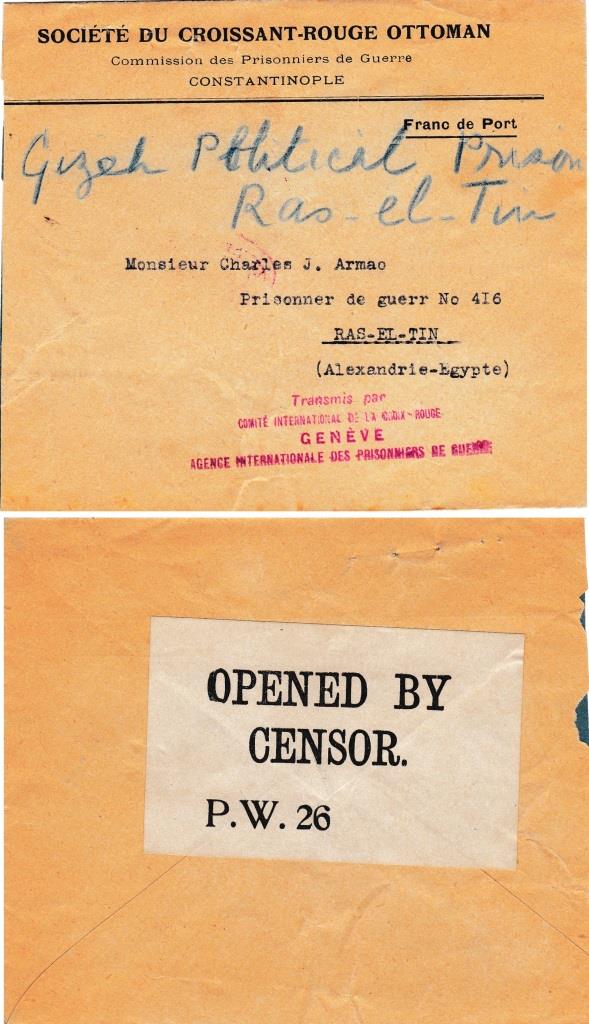 SOCIÉTÉ DU CROISSANT-ROUGE OTTOMAN
Commission des Prisonniers de Guerre
CONSTANTINOPLE
Franc de Port
Gizeh Political Prison
Ras-el-Tin
Monsieur Charles J. Armao
Prisonner de guerr No 4I6
RAS-EL-TIN
(Alexandrie-Egypte)
Transmis par
COMITÉ INTERNATIONAL DE LA CROIX-ROUGE
GENÈVE
AGENCE INTERNATIONALE DES PRISONNIERS DE GUERRE
OPENED BY
CENSOR.
P.W. 26